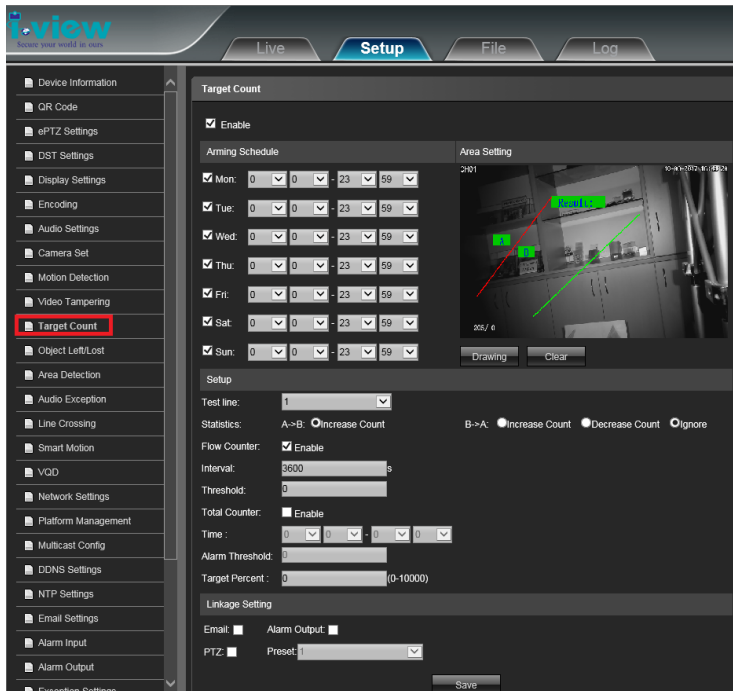 i-view
Secure your world in ours
Live
Setup
File
Log
Device Information
QR Code
ePTZ Settings
DST Settings
Display Settings
Encoding
Audio Settings
Camera Set
Motion Detection
Video Tampering
Target Count
Object Left/Lost
Area Detection
Audio Exception
Line Crossing
Smart Motion
VQD
Network Settings
Platform Management
Multicast Config
DDNS Settings
NTP Settings
Email Settings
Alarm Input
Alarm Output
Exception Settings
Target Count
Enable
Arming Schedule
Mon: 0 0 - 23 59
Tue: 0 0 - 23 59
Wed: 0 0 - 23 59
Thu: 0 0 - 23 59
Fri: 0 0 - 23 59
Sat: 0 0 - 23 59
Sun: 0 0 - 23 59
Area Setting
CH01
Result:
A
205/ 0
Drawing
Clear
Setup
Test line: 1
Statistics: A->B: Increase Count B->A: Increase Count Decrease Count Ignore
Flow Counter: Enable
Interval: 3600 s
Threshold: 0
Total Counter: Enable
Time : 0 0 - 0 0
Alarm Threshold: 0
Target Percent : 0 (0-10000)
Linkage Setting
Email: Alarm Output:
PTZ: Preset: 1
Save